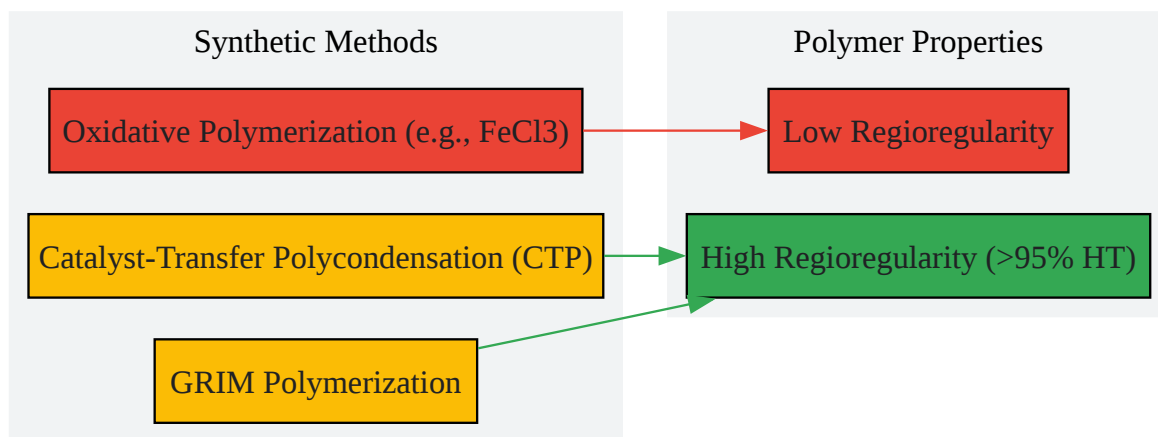 Synthetic Methods
Polymer Properties
Oxidative Polymerization (e.g., FeCl3)
Low Regioregularity
Catalyst-Transfer Polycondensation (CTP)
High Regioregularity (>95% HT)
GRIM Polymerization